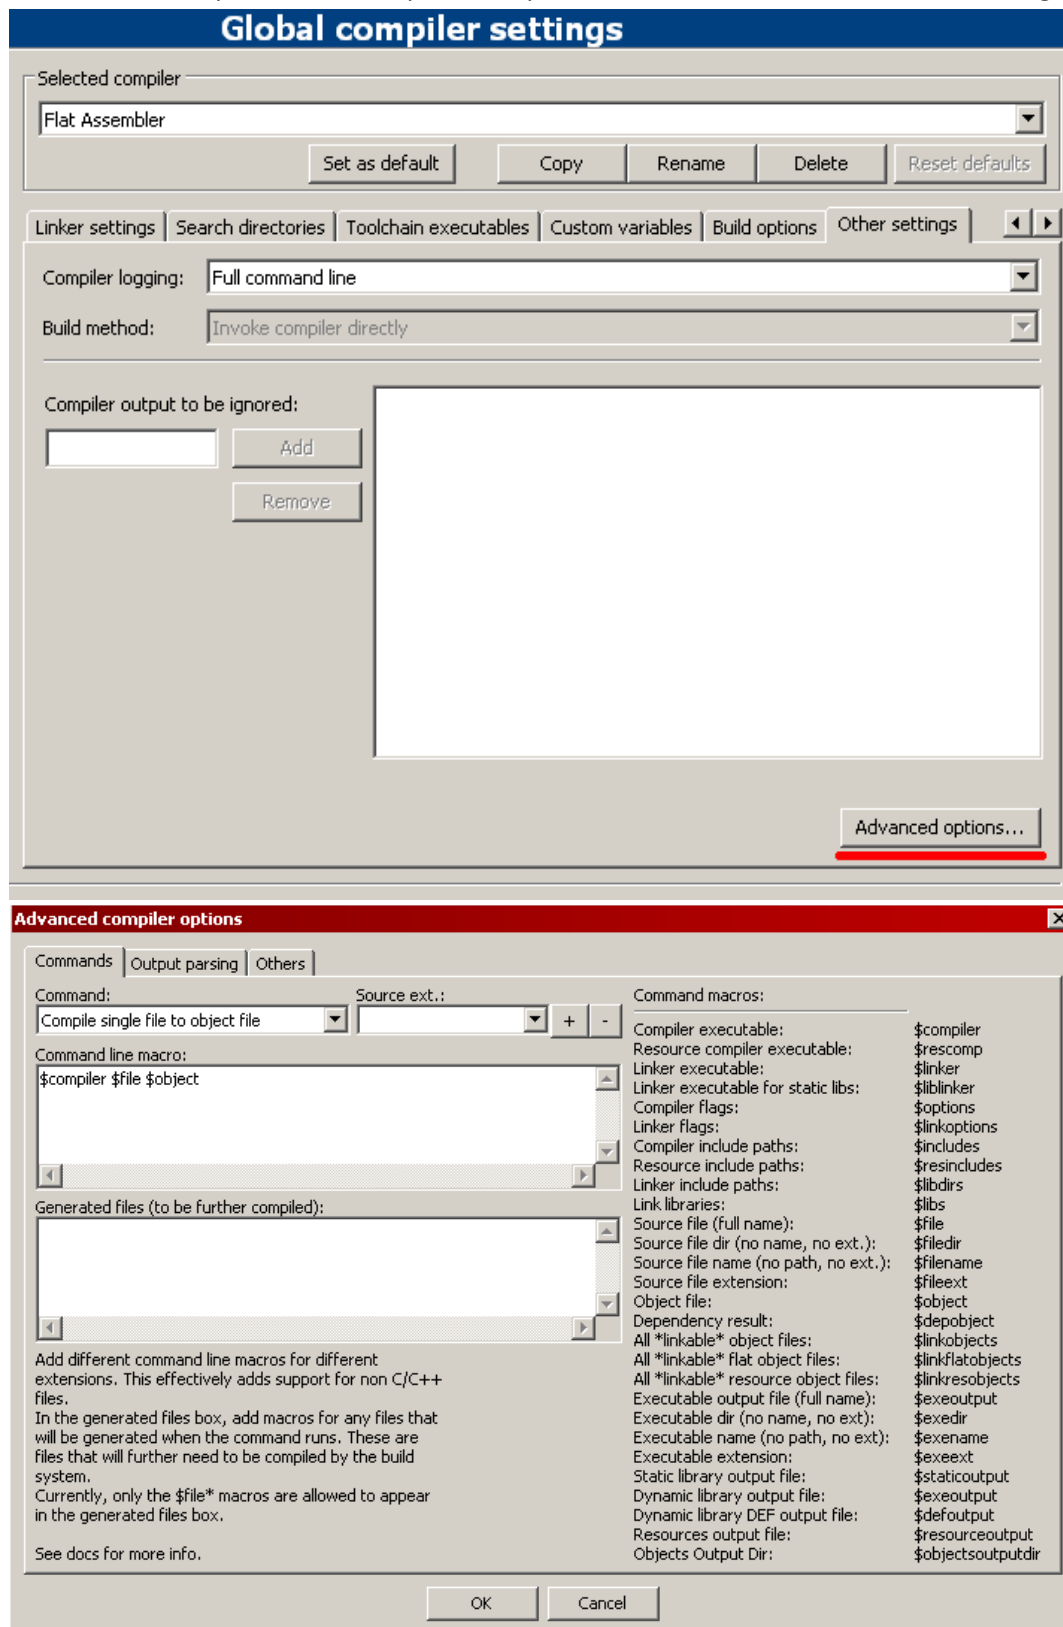 Global compiler settings
Selected compiler
Flat Assembler
Set as default Copy Rename Delete Reset defaults
Linker settings Search directories Toolchain executables Custom variables Build options Other settings
Compiler logging: Full command line
Build method: Invoke compiler directly
Compiler output to be ignored:
Add
Remove
Advanced options...
Advanced compiler options
Commands Output parsing Others
Command: Source ext.:
Compile single file to object file + -
Command line macro:
$compiler $file $object
Generated files (to be further compiled):
Add different command line macros for different
extensions. This effectively adds support for non C/C++
files.
In the generated files box, add macros for any files that
will be generated when the command runs. These are
files that will further need to be compiled by the build
system.
Currently, only the $file* macros are allowed to appear
in the generated files box.
See docs for more info.
Command macros:
Compiler executable: $compiler
Resource compiler executable: $rescomp
Linker executable: $linker
Linker executable for static libs: $liblinker
Compiler flags: $options
Linker flags: $linkoptions
Compiler include paths: $includes
Resource include paths: $resincludes
Linker include paths: $libdirs
Link libraries: $libs
Source file (full name): $file
Source file dir (no name, no ext.): $filedir
Source file name (no path, no ext.): $filename
Source file extension: $fileext
Object file: $object
Dependency result: $depobject
All *linkable* object files: $linkobjects
All *linkable* flat object files: $linkflatobjects
All *linkable* resource object files: $linkresobjects
Executable output file (full name): $exeoutput
Executable dir (no name, no ext): $exedir
Executable name (no path, no ext): $exename
Executable extension: $exeext
Static library output file: $staticoutput
Dynamic library output file: $exeoutput
Dynamic library DEF output file: $defoutput
Resources output file: $resourceoutput
Objects Output Dir: $objectsoutputdir
OK Cancel